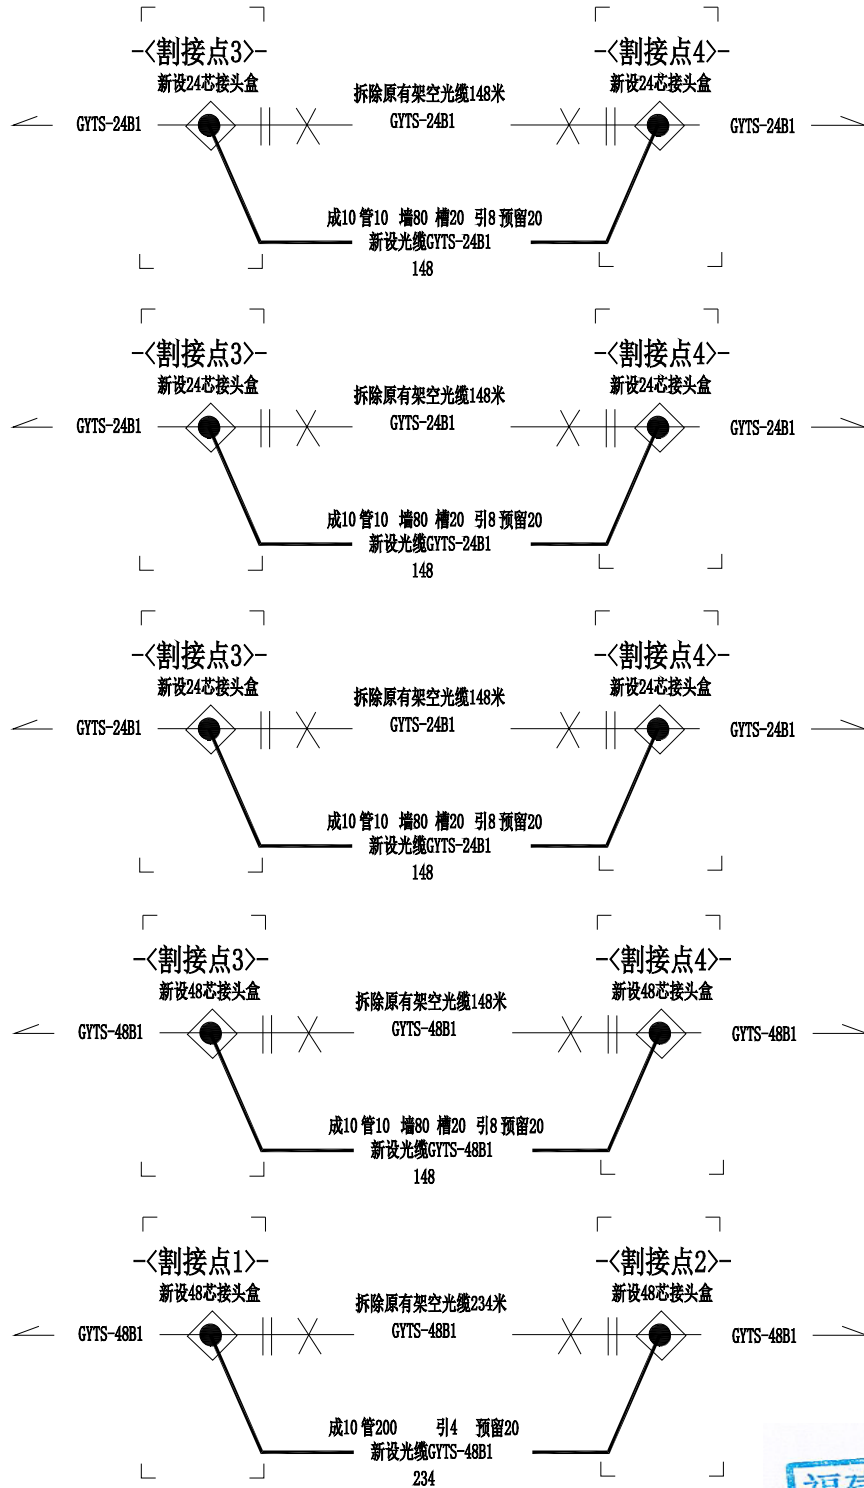 -<割接点3>-
-<割接点4>-
新设24芯接头盒
新设24芯接头盒
拆除原有架空光缆148米
GYTS-24B1
GYTS-24B1
GYTS-24B1
成10 管10 墙80 槽20 引8 预留20
新设光缆GYTS-24B1
148
-<割接点3>-
-<割接点4>-
新设24芯接头盒
新设24芯接头盒
拆除原有架空光缆148米
GYTS-24B1
GYTS-24B1
GYTS-24B1
成10 管10 墙80 槽20 引8 预留20
新设光缆GYTS-24B1
148
-<割接点3>-
-<割接点4>-
新设24芯接头盒
新设24芯接头盒
拆除原有架空光缆148米
GYTS-24B1
GYTS-24B1
GYTS-24B1
成10 管10 墙80 槽20 引8 预留20
新设光缆GYTS-24B1
148
-<割接点3>-
-<割接点4>-
新设48芯接头盒
新设48芯接头盒
拆除原有架空光缆148米
GYTS-48B1
GYTS-48B1
GYTS-48B1
成10 管10 墙80 槽20 引8 预留20
新设光缆GYTS-48B1
148
-<割接点1>-
-<割接点2>-
新设48芯接头盒
新设48芯接头盒
拆除原有架空光缆234米
GYTS-48B1
GYTS-48B1
GYTS-48B1
成10 管200 引4 预留20
新设光缆GYTS-48B1
234